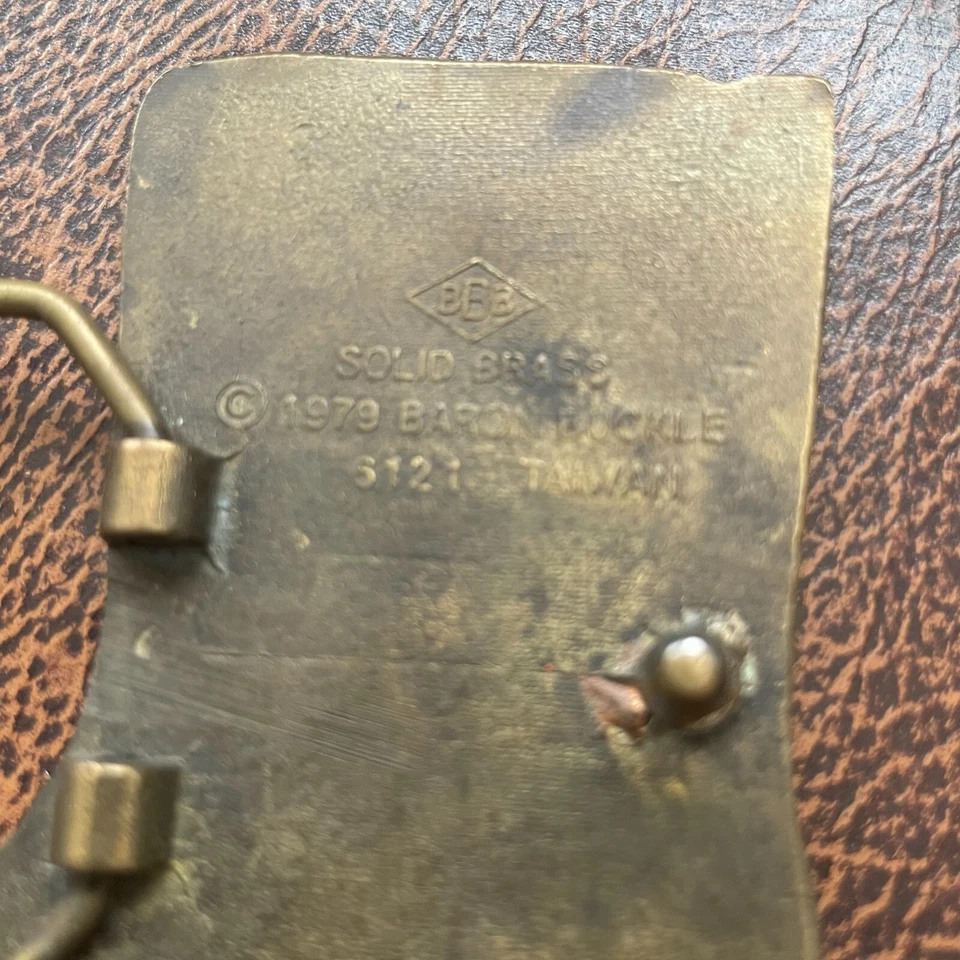 BBB
SOLID BRASS
© 1979 BARON BUCKLE
6121 TAIWAN